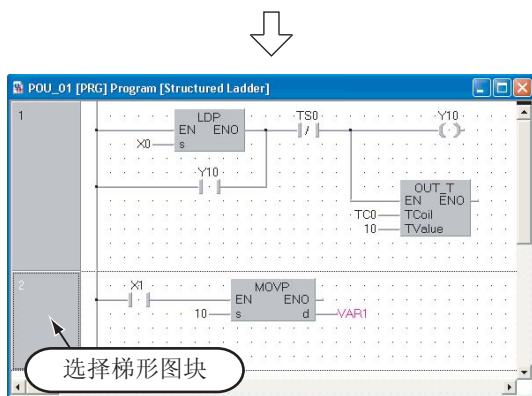 POU_01 [PRG] Program [Structured Ladder]
1
LDP
EN ENO
X0 s
TS0
Y10
Y10
OUT_T
EN ENO
TC0 TCoil
10 TValue
2
X1
MOVP
EN ENO
10 s d VAR1
选择梯形图块